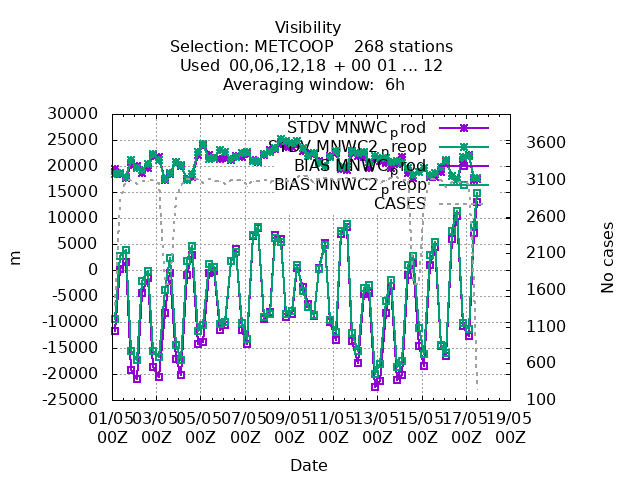 Visibility
Selection: METCOOP    268 stations
Used 00,06,12,18 + 00 01 ... 12
Averaging window:  6h
STDV MNWC_prod
STDV MNWC2_preop
BIAS MNWC_prod
BIAS MNWC2_preop
CASES
30000
25000
20000
15000
10000
5000
0
-5000
-10000
-15000
-20000
-25000
m
3600
3100
2600
2100
1600
1100
600
100
No cases
01/05 03/05 05/05 07/05 09/05 11/05 13/05 15/05 17/05 19/05
00Z 00Z 00Z 00Z 00Z 00Z 00Z 00Z 00Z 00Z
Date